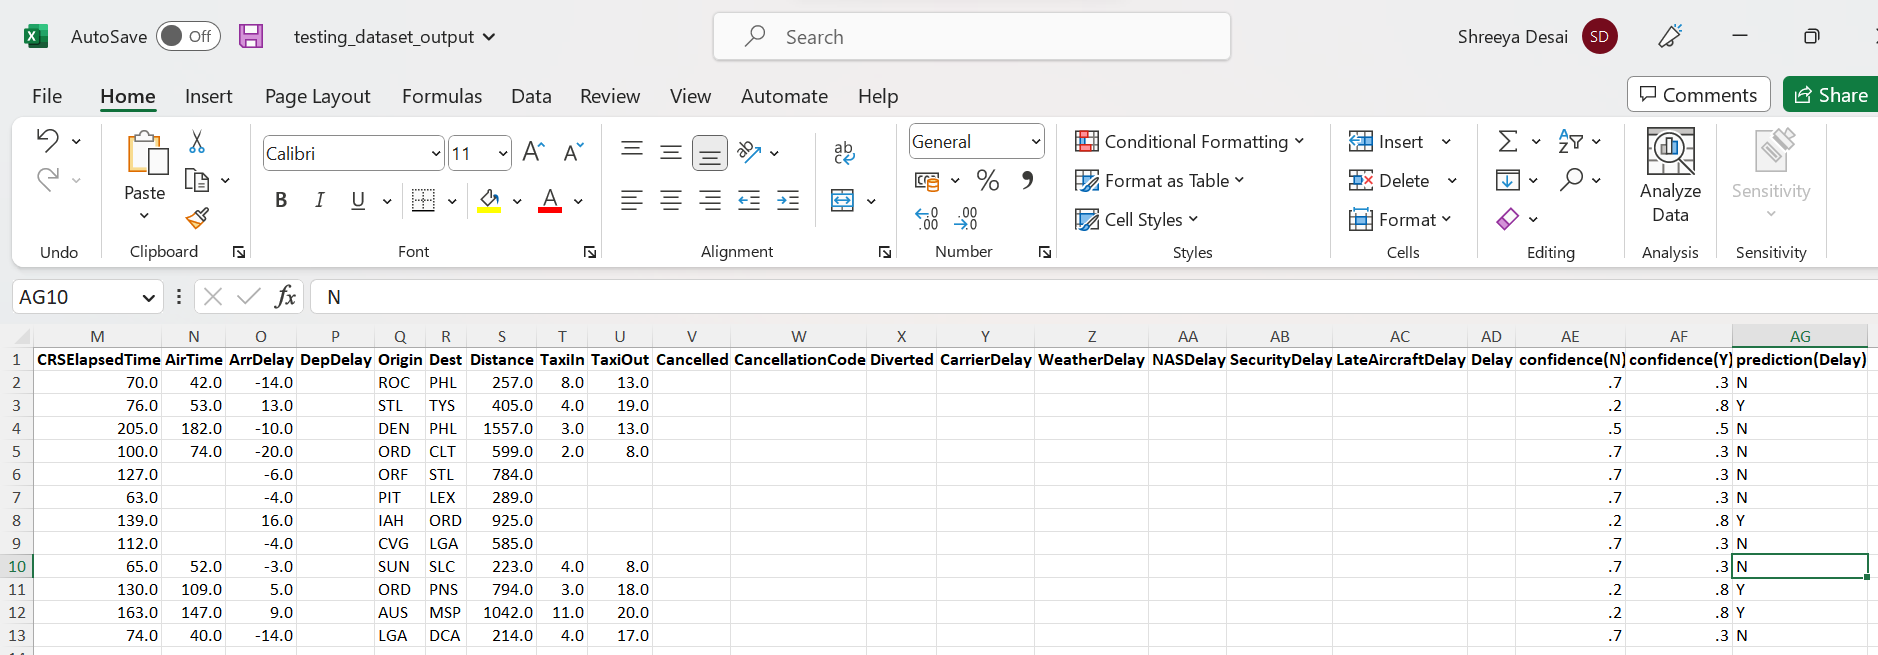 AutoSave Off testing_dataset_output Search Shreeya Desai SD
File Home Insert Page Layout Formulas Data Review View Automate Help Comments Share
Calibri 11 General Conditional Formatting Insert
Paste B I U A Format as Table Delete Analyze Data Sensitivity
Cell Styles Format
Undo Clipboard Font Alignment Number Styles Cells Editing Analysis Sensitivity
AG10 fx N
M N O P Q R S T U V W X Y Z AA AB AC AD AE AF AG
1 CRSElapsedTime AirTime ArrDelay DepDelay Origin Dest Distance TaxiIn TaxiOut Cancelled CancellationCode Diverted CarrierDelay WeatherDelay NASDelay SecurityDelay LateAircraftDelay Delay confidence(N) confidence(Y) prediction(Delay)
2 70.0 42.0 -14.0 ROC PHL 257.0 8.0 13.0 .7 .3 N
3 76.0 53.0 13.0 STL TYS 405.0 4.0 19.0 .2 .8 Y
4 205.0 182.0 -10.0 DEN PHL 1557.0 3.0 13.0 .5 .5 N
5 100.0 74.0 -20.0 ORD CLT 599.0 2.0 8.0 .7 .3 N
6 127.0 -6.0 ORF STL 784.0 .7 .3 N
7 63.0 -4.0 PIT LEX 289.0 .7 .3 N
8 139.0 16.0 IAH ORD 925.0 .2 .8 Y
9 112.0 -4.0 CVG LGA 585.0 .7 .3 N
10 65.0 52.0 -3.0 SUN SLC 223.0 4.0 8.0 .7 .3 N
11 130.0 109.0 5.0 ORD PNS 794.0 3.0 18.0 .2 .8 Y
12 163.0 147.0 9.0 AUS MSP 1042.0 11.0 20.0 .2 .8 Y
13 74.0 40.0 -14.0 LGA DCA 214.0 4.0 17.0 .7 .3 N